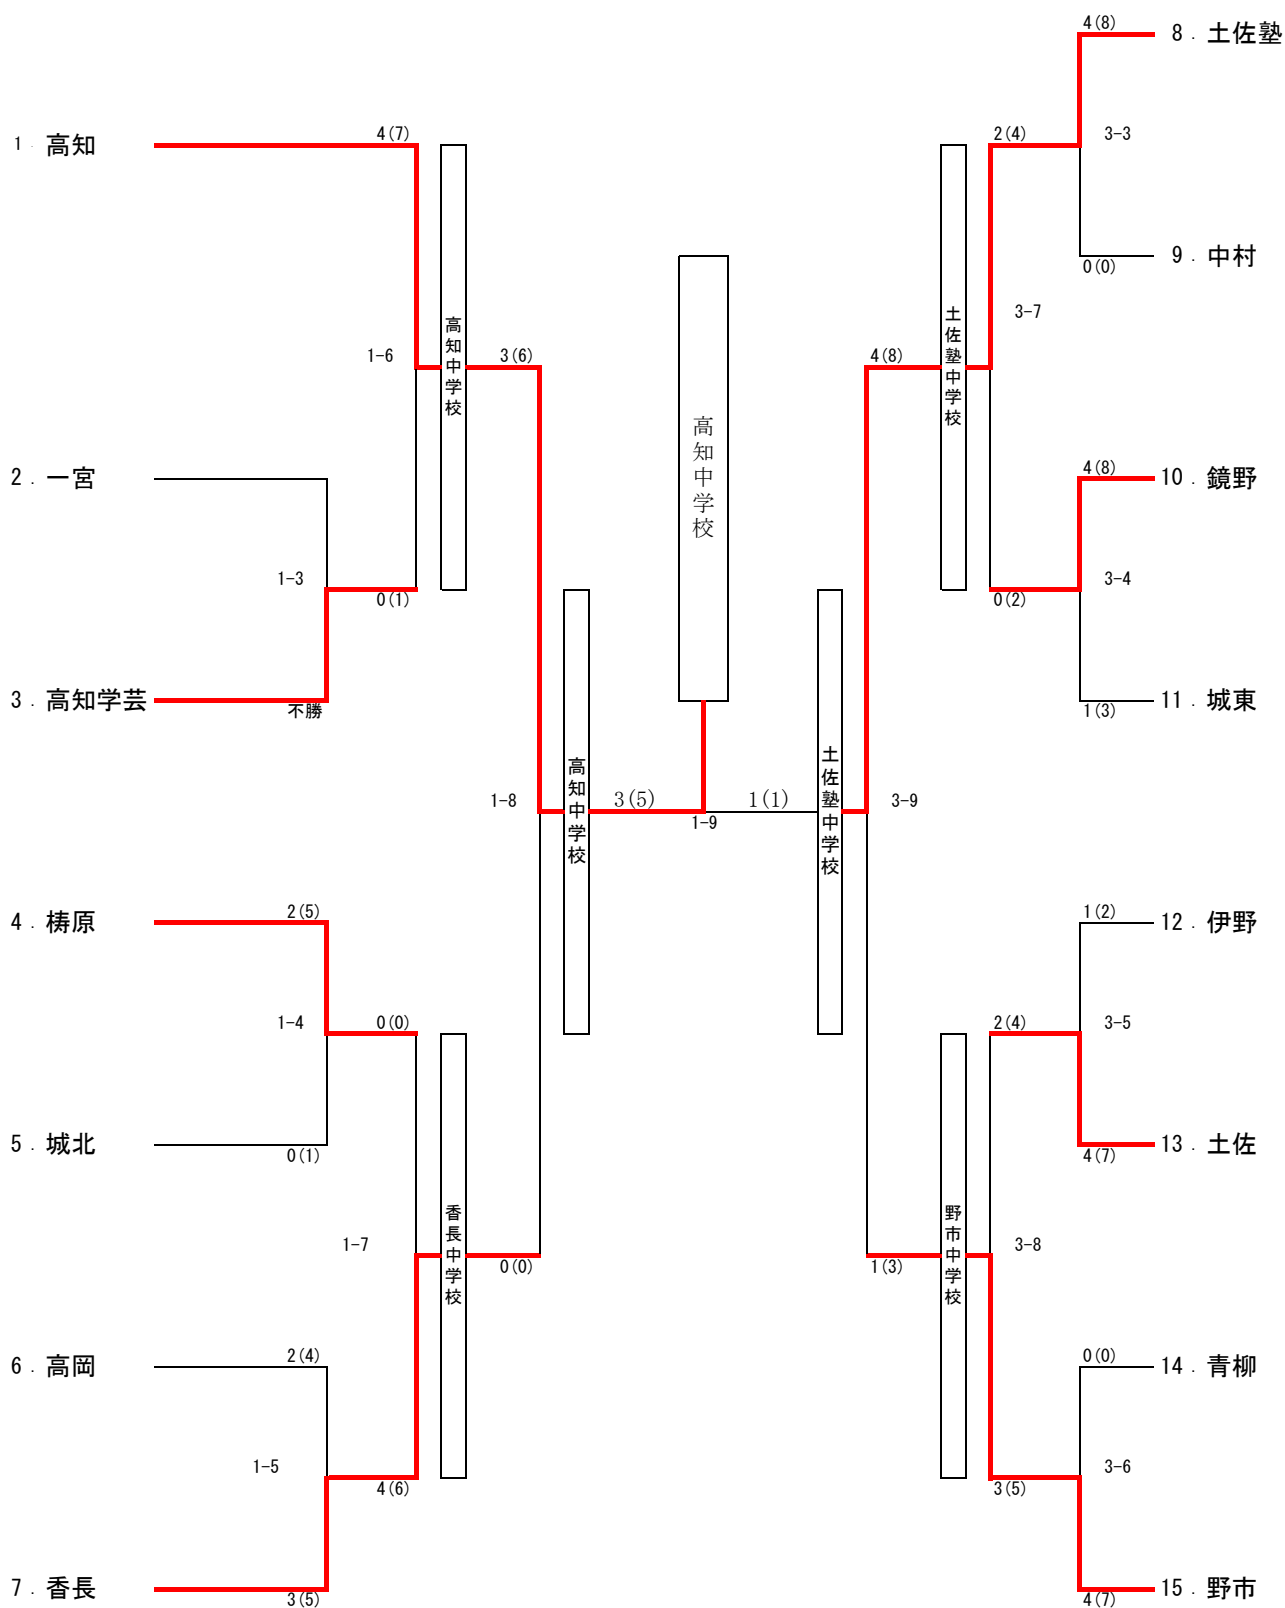 4(8)
8 . 土佐塾
1 . 高知
4(7)
2(4)
3-3
9 . 中村
0(0)
3-7
1-6
高知中学校
3(6)
4(8)
土佐塾中学校
高知中学校
2 . 一宮
4(8)
10 . 鏡野
1-3
0(1)
0(2)
3-4
3 . 高知学芸
不勝
1(3)
11 . 城東
1-8
高知中学校
3(5)
1-9
1(1)
土佐塾中学校
3-9
4 . 梼原
2(5)
1(2)
12 . 伊野
1-4
0(0)
2(4)
3-5
5 . 城北
0(1)
4(7)
13 . 土佐
1-7
香長中学校
0(0)
1(3)
野市中学校
3-8
6 . 高岡
2(4)
0(0)
14 . 青柳
1-5
4(6)
3(5)
3-6
7 . 香長
3(5)
4(7)
15 . 野市